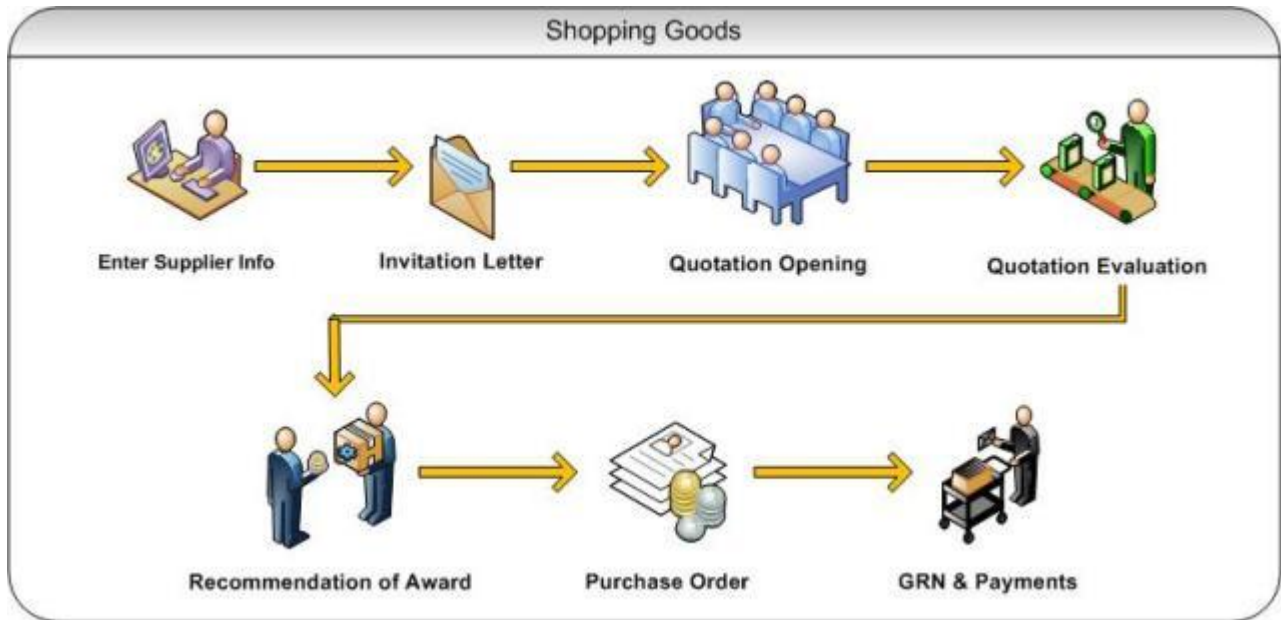 Shopping Goods
Enter Supplier Info
Invitation Letter
Quotation Opening
Quotation Evaluation
Recommendation of Award
Purchase Order
GRN & Payments